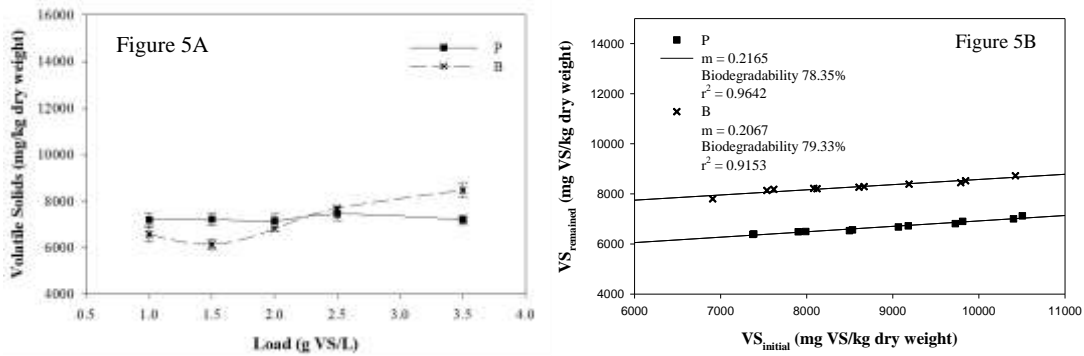 Figure 5A
P
B
Volatile Solids (mg/kg dry weight)
16000
14000
12000
10000
8000
6000
4000
0.5 1.0 1.5 2.0 2.5 3.0 3.5 4.0
Load (g VS/L)
Figure 5B
P
m = 0.2165
Biodegradability 78.35%
r² = 0.9642
B
m = 0.2067
Biodegradability 79.33%
r² = 0.9153
VSremained (mg VS/kg dry weight)
14000
12000
10000
8000
6000
4000
6000 7000 8000 9000 10000 11000
VSinitial (mg VS/kg dry weight)